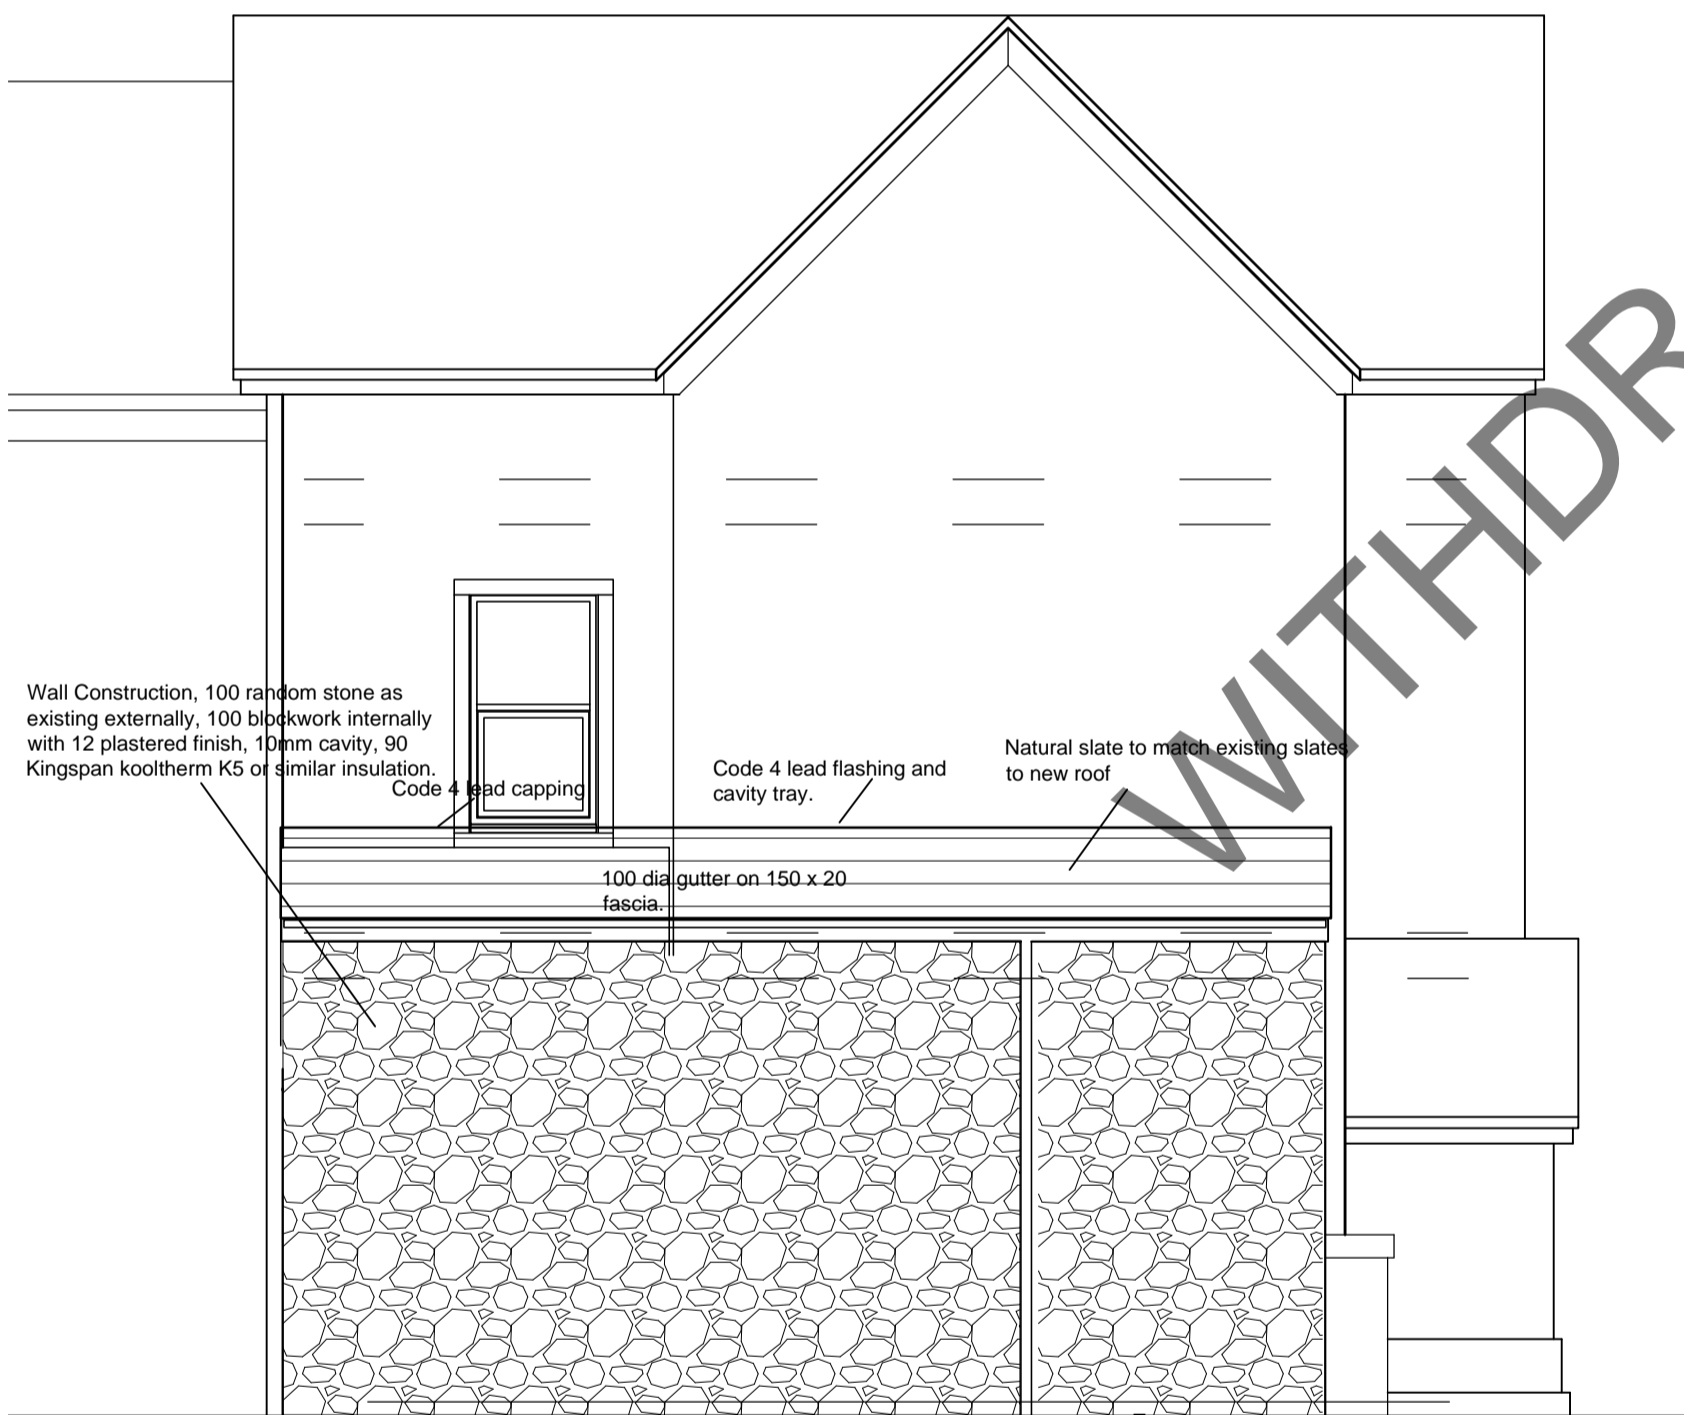 Wall Construction, 100 random stone as
existing externally, 100 blockwork internally
with 12 plastered finish, 10mm cavity, 90
Kingspan kooltherm K5 or similar insulation.
Code 4 lead capping
Code 4 lead flashing and
cavity tray.
Natural slate to match existing slates
to new roof
100 dia gutter on 150 x 20
fascia.
WITHDR